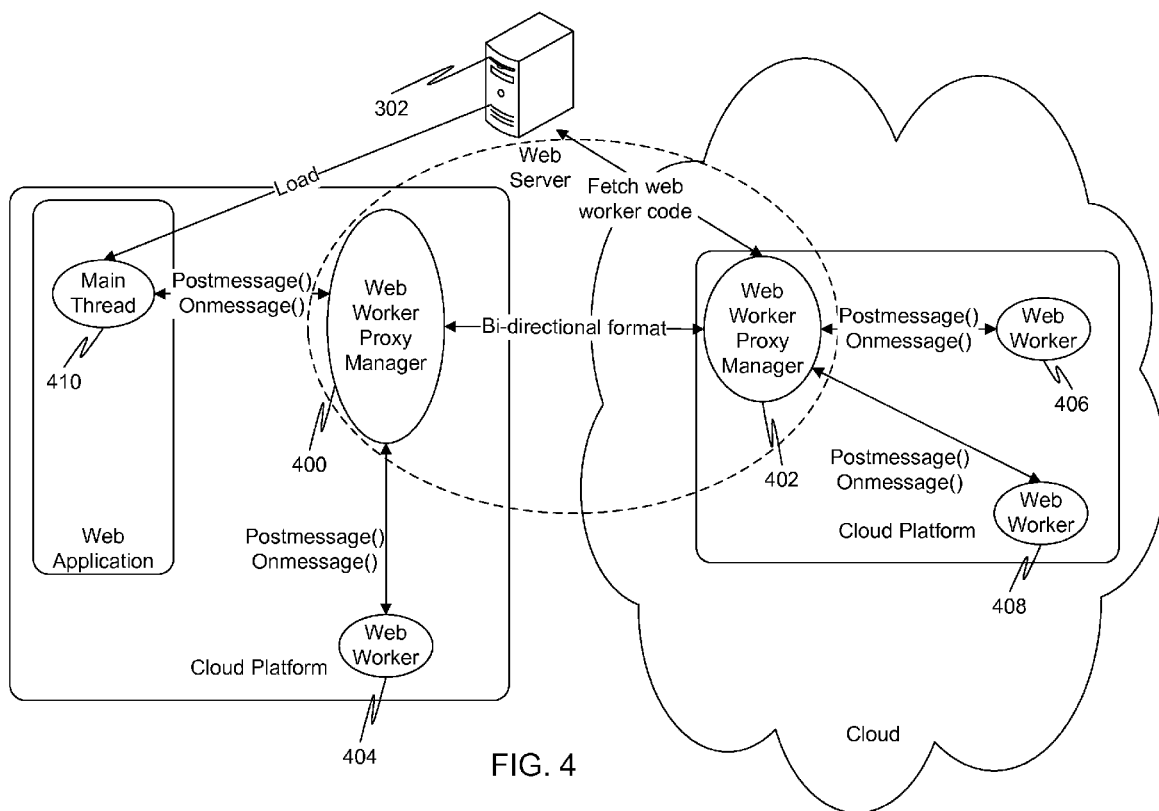 302
Web
Server
Load
Fetch web
worker code
Main
Thread
Postmessage()
Onmessage()
Web
Worker
Proxy
Manager
Bi-directional format
Web
Worker
Proxy
Manager
Postmessage()
Onmessage()
Web
Worker
410
406
400
402
Postmessage()
Onmessage()
Web
Worker
Cloud Platform
408
Web
Application
Postmessage()
Onmessage()
Web
Worker
Cloud Platform
404
Cloud
FIG. 4